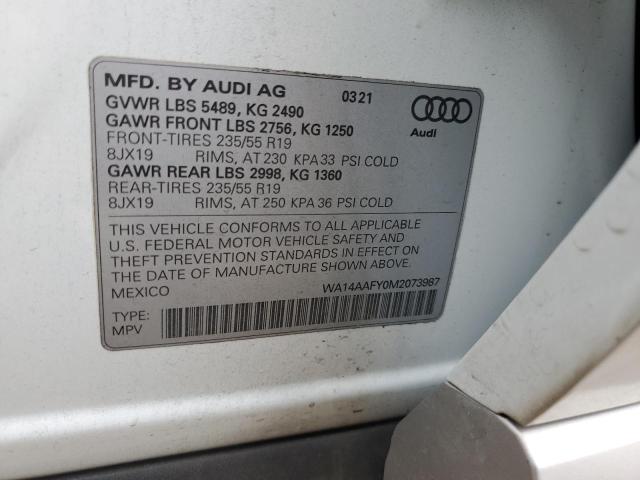 MFD. BY AUDI AG 03 21
GVWR LBS 5489, KG 2490
GAWR FRONT LBS 2756, KG 1250 Audi
FRONT-TIRES 235/55 R19
8JX19 RIMS, AT 230 KPA 33 PSI COLD
GAWR REAR LBS 2998, KG 1360
REAR-TIRES 235/55 R19
8JX19 RIMS, AT 250 KPA 36 PSI COLD
THIS VEHICLE CONFORMS TO ALL APPLICABLE
U.S. FEDERAL MOTOR VEHICLE SAFETY AND
THEFT PREVENTION STANDARDS IN EFFECT ON
THE DATE OF MANUFACTURE SHOWN ABOVE.
MEXICO WA14AAFY0M2073987
TYPE:
MPV